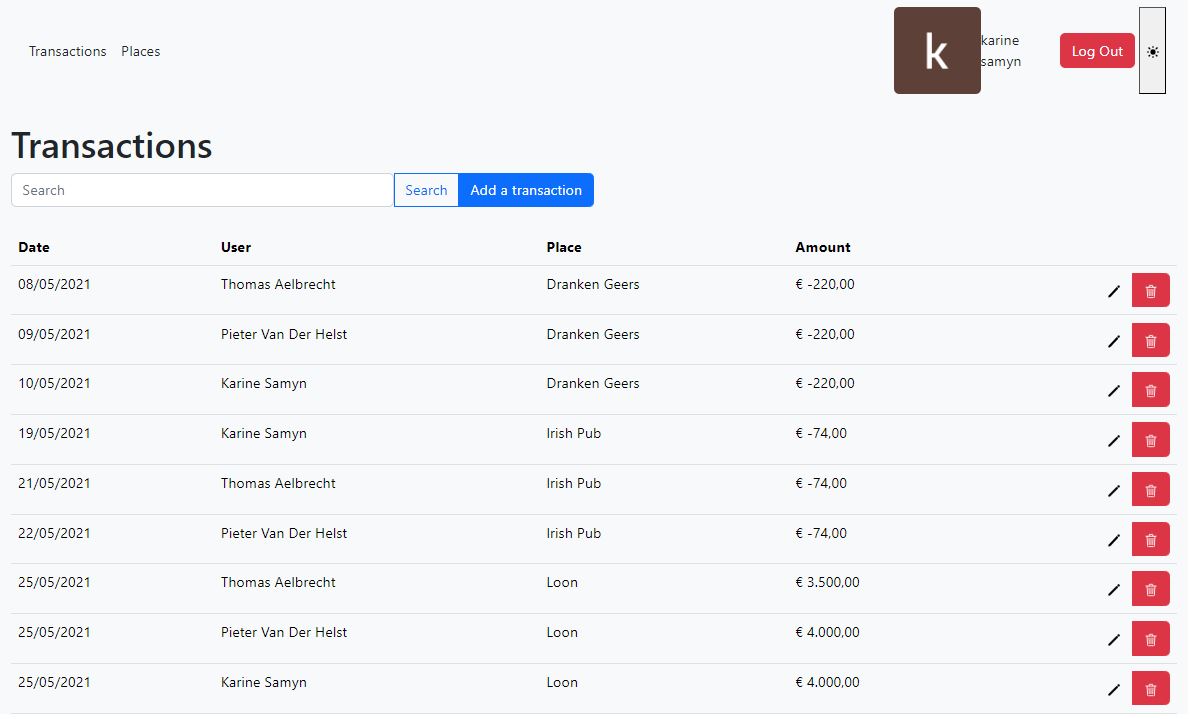 Transactions Places
k
karine
samyn
Log Out
Transactions
Search Search Add a transaction
Date User Place Amount
08/05/2021 Thomas Aelbrecht Dranken Geers € -220,00
09/05/2021 Pieter Van Der Helst Dranken Geers € -220,00
10/05/2021 Karine Samyn Dranken Geers € -220,00
19/05/2021 Karine Samyn Irish Pub € -74,00
21/05/2021 Thomas Aelbrecht Irish Pub € -74,00
22/05/2021 Pieter Van Der Helst Irish Pub € -74,00
25/05/2021 Thomas Aelbrecht Loon € 3.500,00
25/05/2021 Pieter Van Der Helst Loon € 4.000,00
25/05/2021 Karine Samyn Loon € 4.000,00